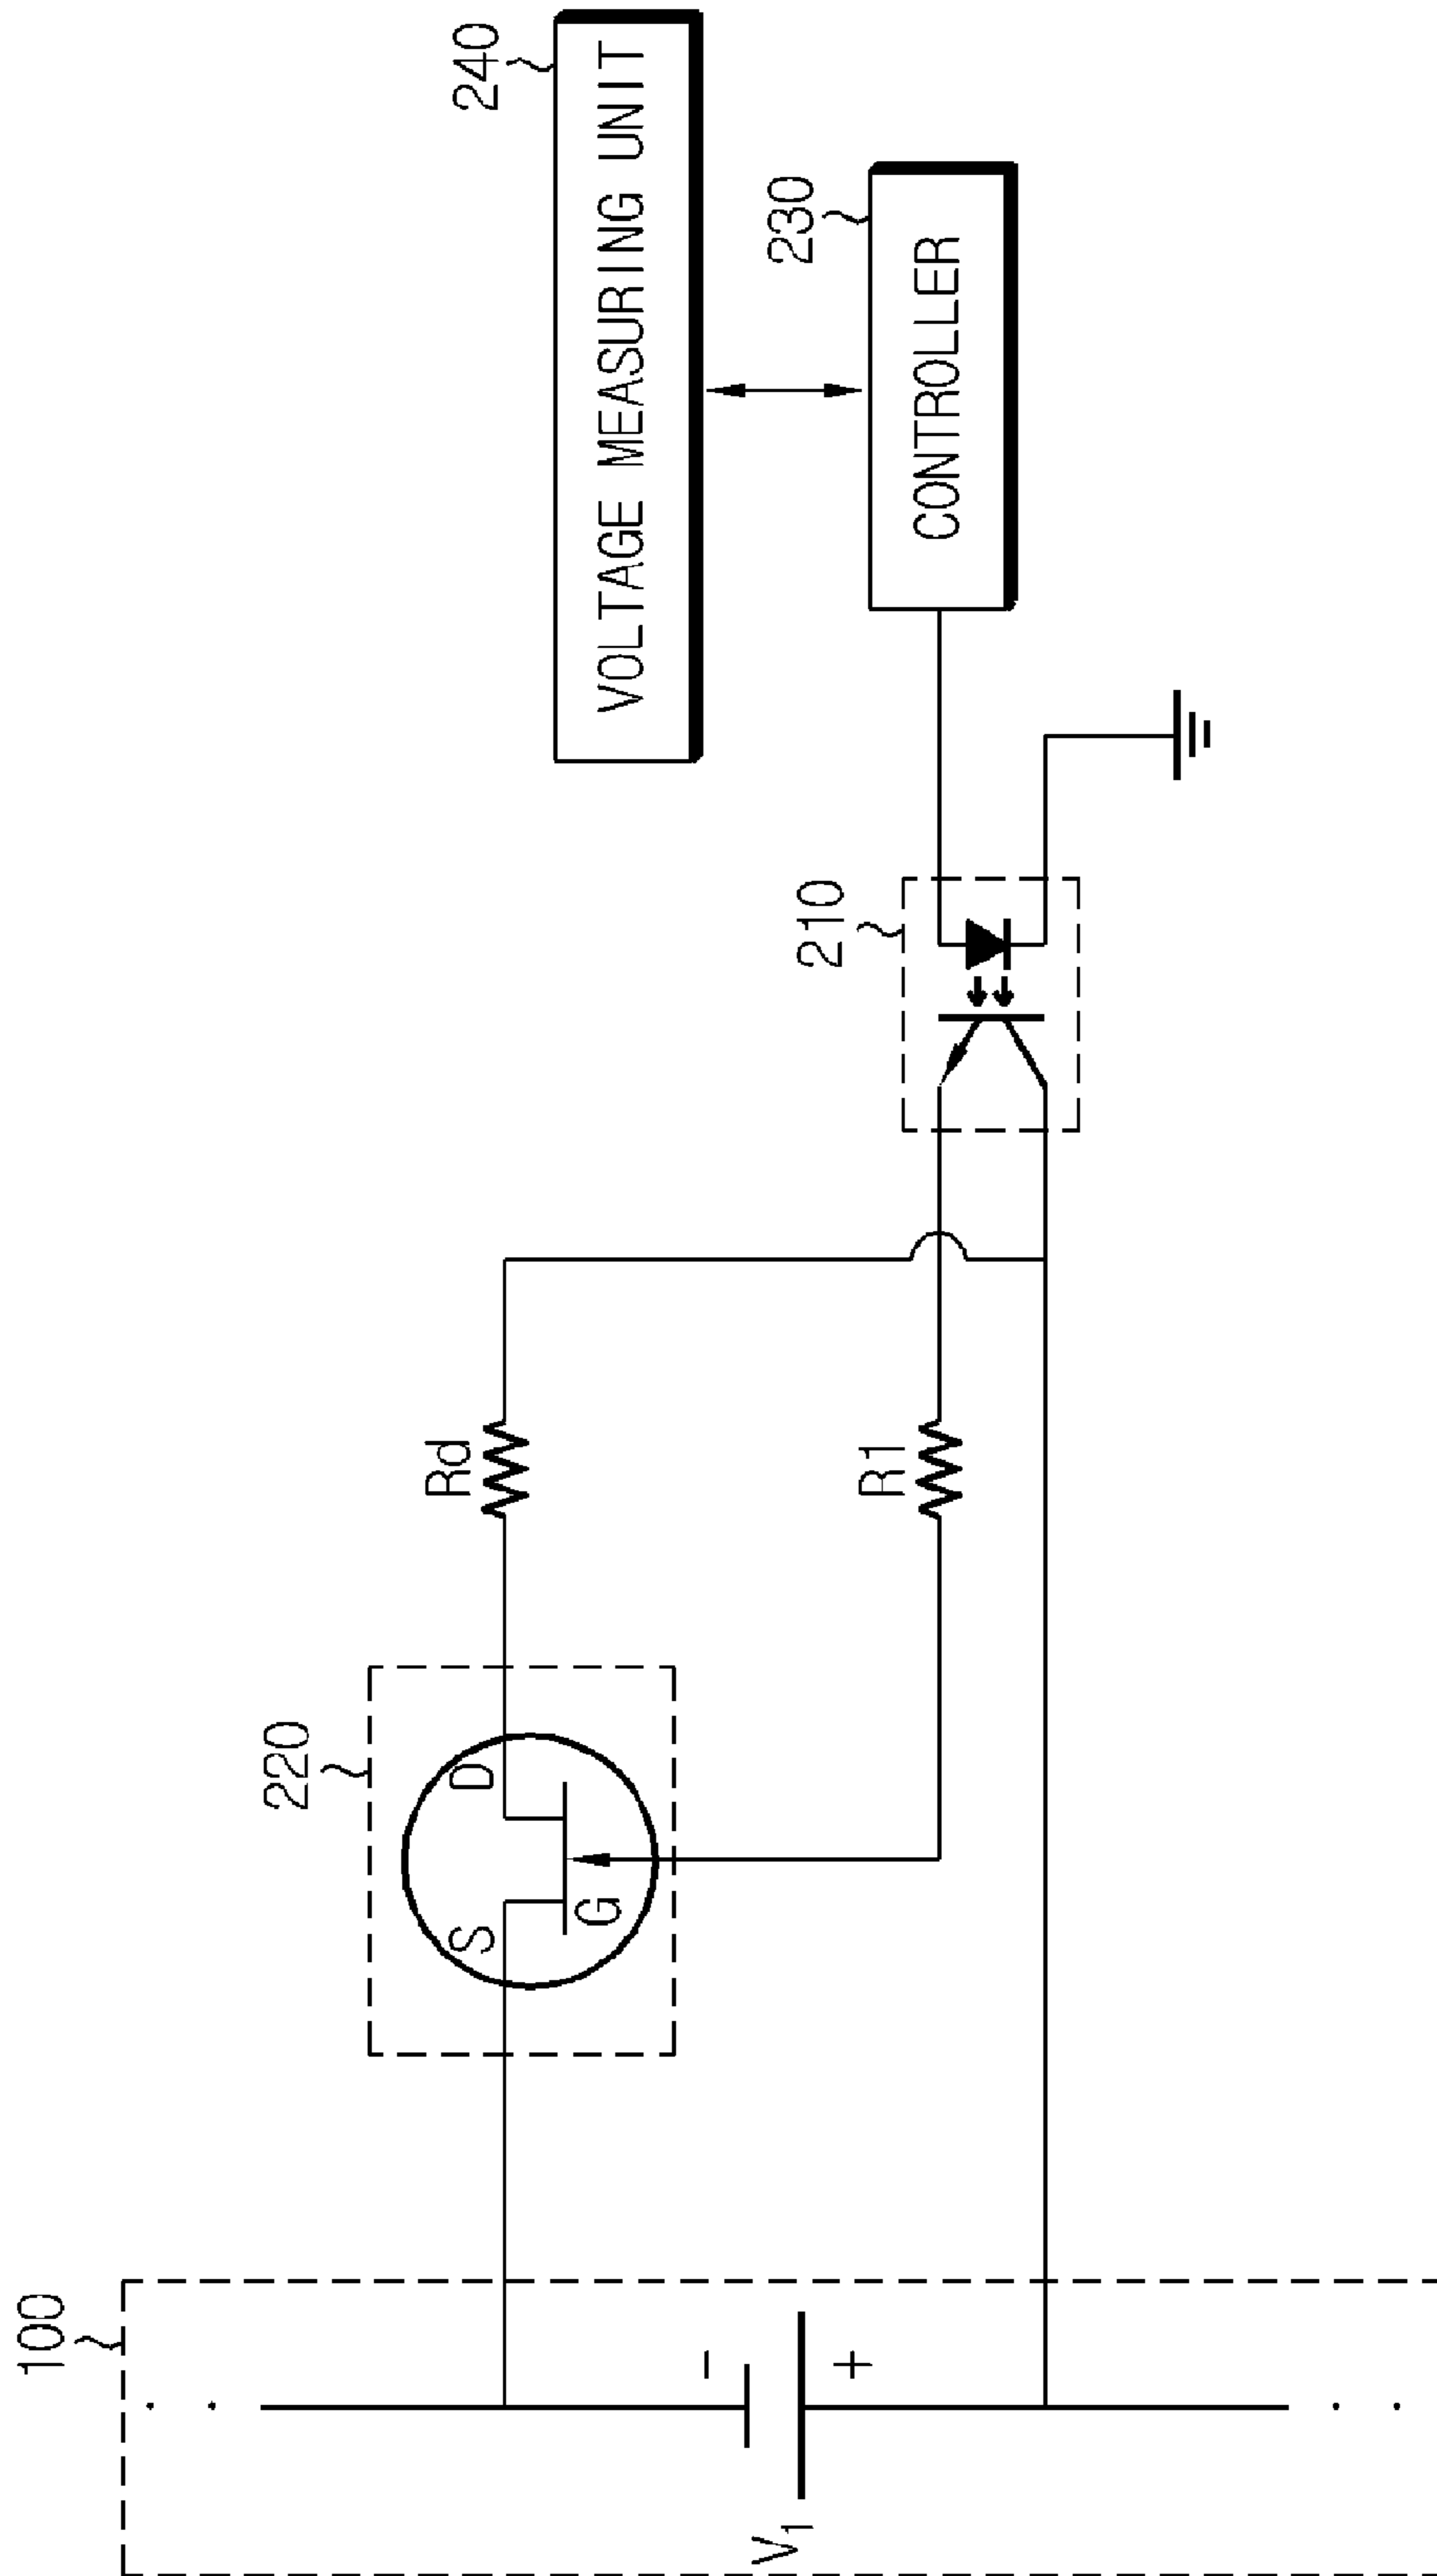 100
V1
-
+
220
S
D
G
Rd
R1
210
230
CONTROLLER
240
VOLTAGE MEASURING UNIT